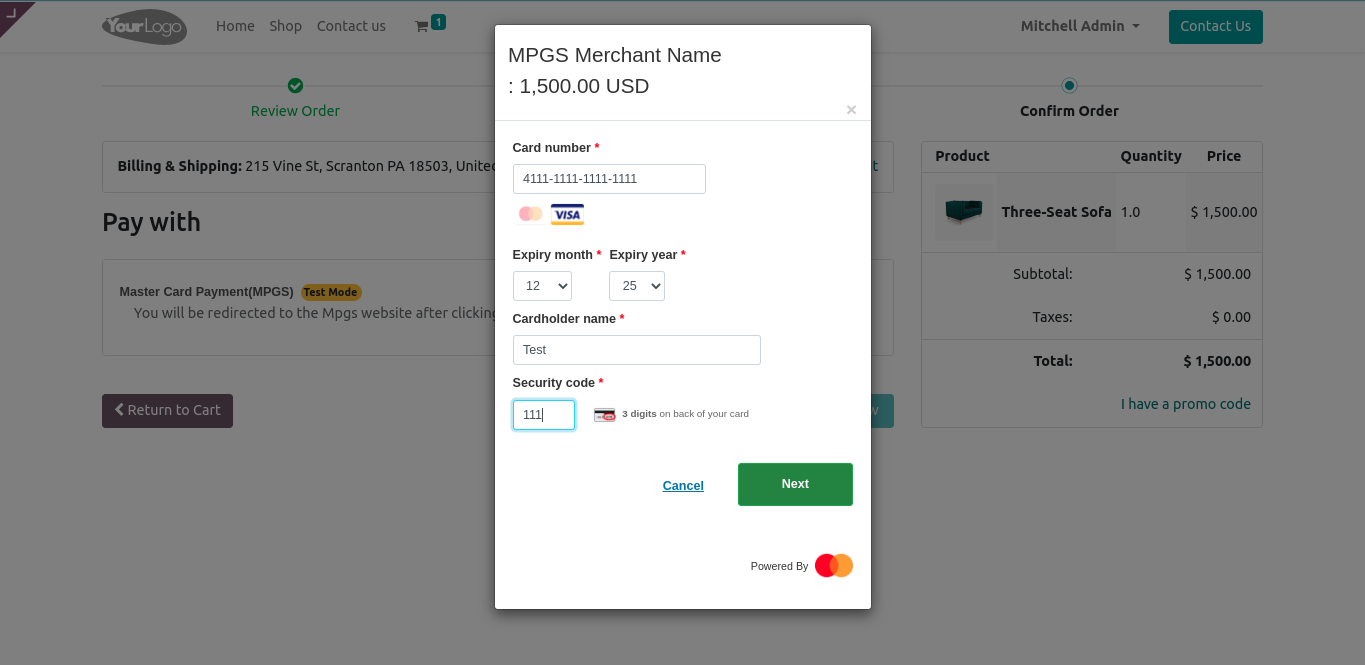 YourLogo
Home Shop Contact us 1
Mitchell Admin
Contact Us
Review Order
Confirm Order
Billing & Shipping: 215 Vine St, Scranton PA 18503, United
t
Pay with
Master Card Payment(MPGS) Test Mode
You will be redirected to the Mpgs website after clicking
Return to Cart
w
MPGS Merchant Name
: 1,500.00 USD
×
Card number *
4111-1111-1111-1111
VISA
Expiry month * Expiry year *
12 25
Cardholder name *
Test
Security code *
111 3 digits on back of your card
Cancel Next
Powered By
Product Quantity Price
Three-Seat Sofa 1.0 $ 1,500.00
Subtotal: $ 1,500.00
Taxes: $ 0.00
Total: $ 1,500.00
I have a promo code